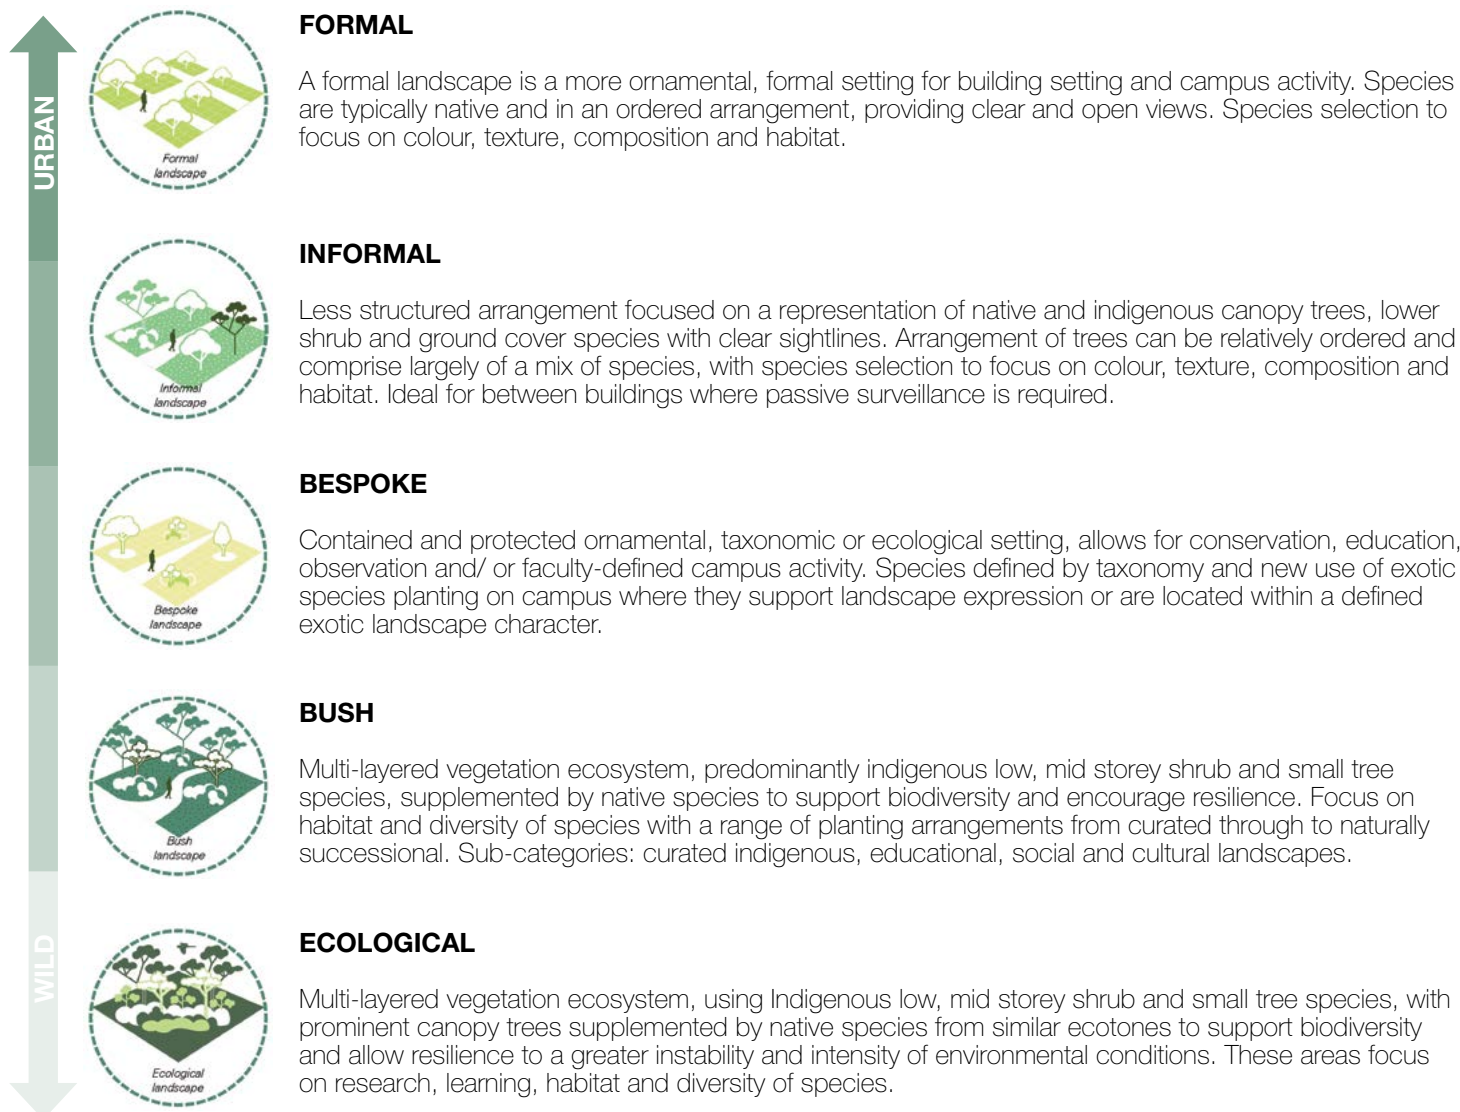 URBAN
FORMAL
A formal landscape is a more ornamental, formal setting for building setting and campus activity. Species
are typically native and in an ordered arrangement, providing clear and open views. Species selection to
focus on colour, texture, composition and habitat.
Formal
landscape
INFORMAL
Less structured arrangement focused on a representation of native and indigenous canopy trees, lower
shrub and ground cover species with clear sightlines. Arrangement of trees can be relatively ordered and
comprise largely of a mix of species, with species selection to focus on colour, texture, composition and
habitat. Ideal for between buildings where passive surveillance is required.
Informal
landscape
BESPOKE
Contained and protected ornamental, taxonomic or ecological setting, allows for conservation, education,
observation and/ or faculty-defined campus activity. Species defined by taxonomy and new use of exotic
species planting on campus where they support landscape expression or are located within a defined
exotic landscape character.
Bespoke
landscape
BUSH
Multi-layered vegetation ecosystem, predominantly indigenous low, mid storey shrub and small tree
species, supplemented by native species to support biodiversity and encourage resilience. Focus on
habitat and diversity of species with a range of planting arrangements from curated through to naturally
successional. Sub-categories: curated indigenous, educational, social and cultural landscapes.
Bush
landscape
WILD
ECOLOGICAL
Multi-layered vegetation ecosystem, using Indigenous low, mid storey shrub and small tree species, with
prominent canopy trees supplemented by native species from similar ecotones to support biodiversity
and allow resilience to a greater instability and intensity of environmental conditions. These areas focus
on research, learning, habitat and diversity of species.
Ecological
landscape